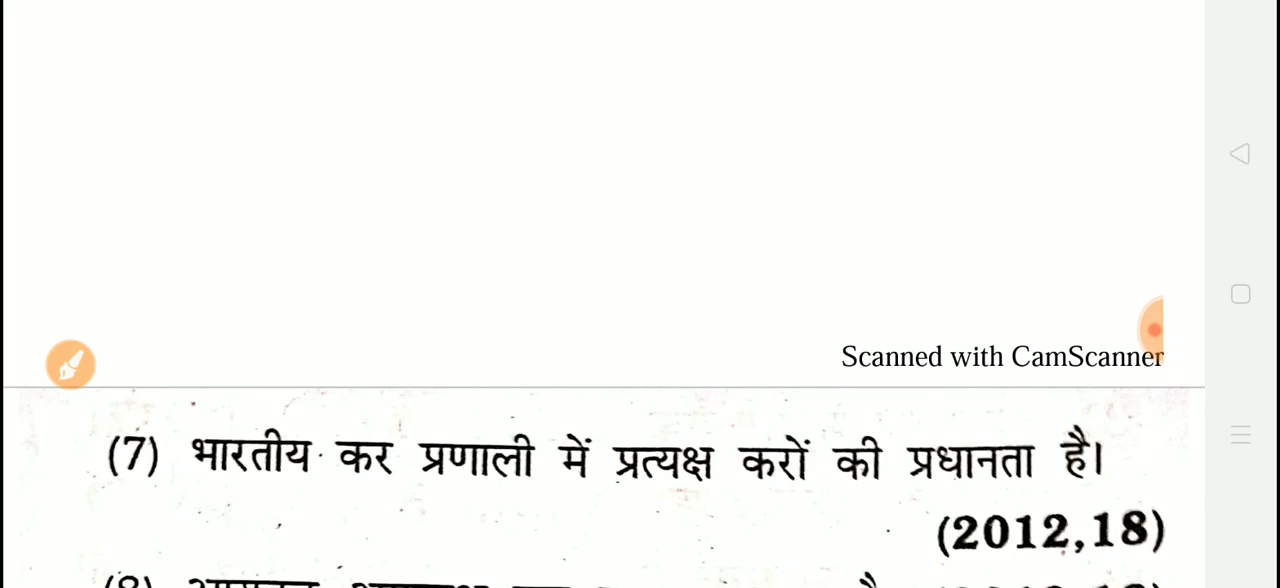 Scanned with CamScanner
(7) भारतीय कर प्रणाली में प्रत्यक्ष करों की प्रधानता है।
(2012,18)